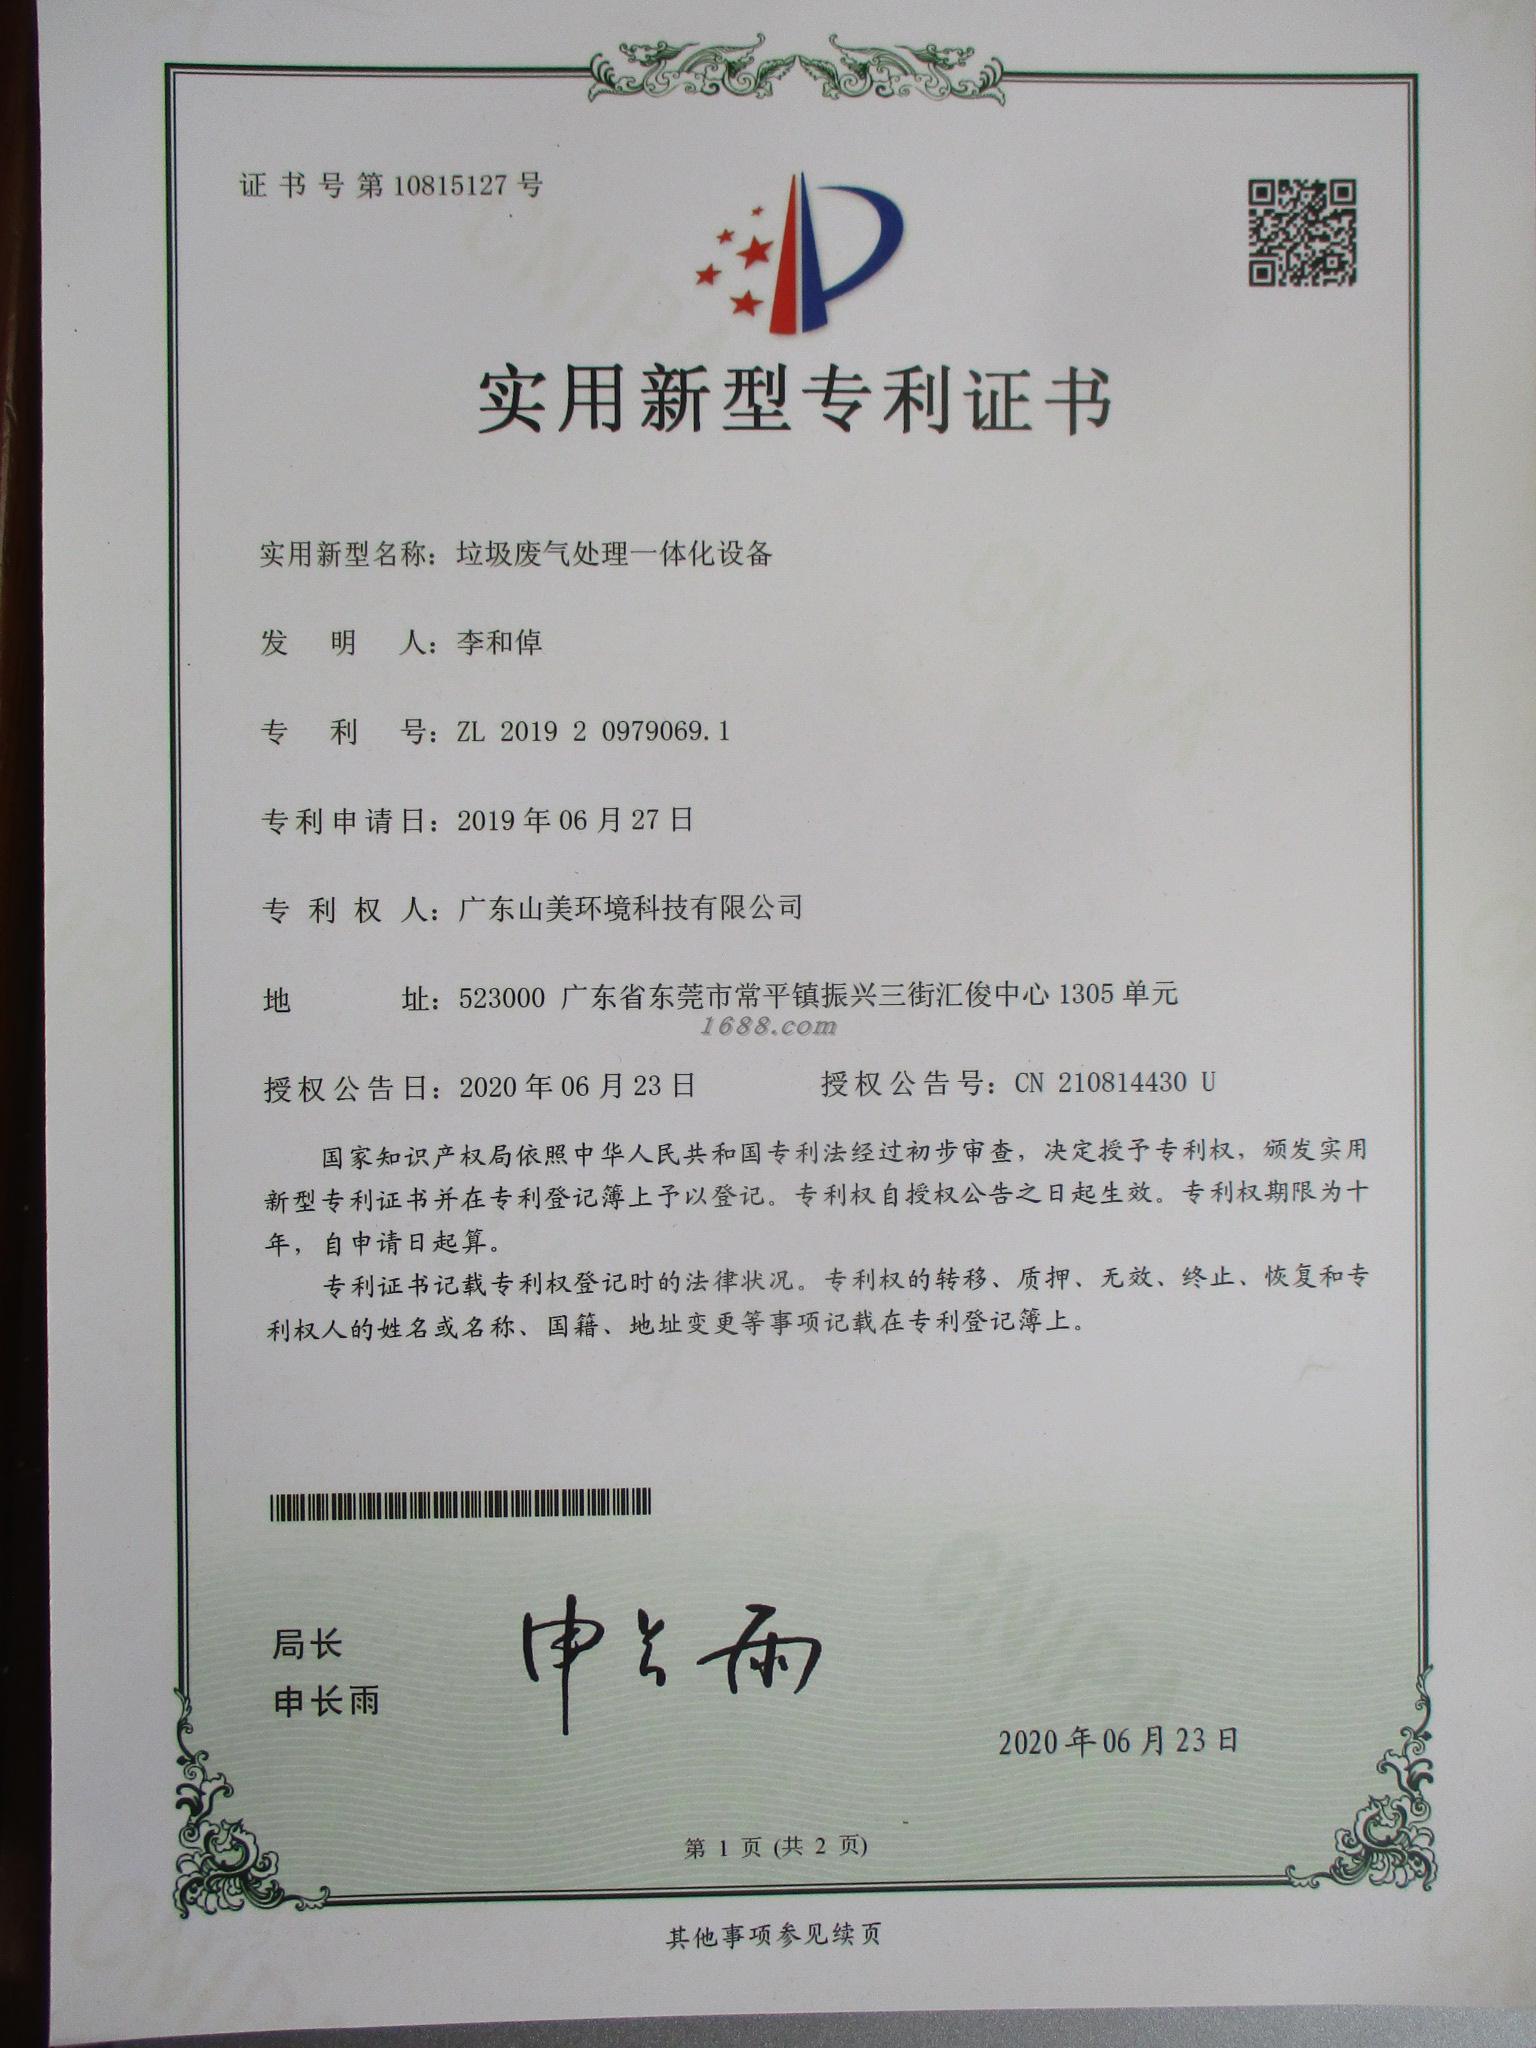 证书号第10815127号
实用新型专利证书
实用新型名称：垃圾废气处理一体化设备
发明人：李和倬
专利号：ZL 2019 2 0979069.1
专利申请日：2019年06月27日
专利权人：广东山美环境科技有限公司
地址：523000 广东省东莞市常平镇振兴三街汇俊中心1305单元
1688.com
授权公告日：2020年06月23日 授权公告号：CN 210814430 U
国家知识产权局依照中华人民共和国专利法经过初步审查，决定授予专利权，颁发实用
新型专利证书并在专利登记簿上予以登记。专利权自授权公告之日起生效。专利权期限为十
年，自申请日起算。
专利证书记载专利权登记时的法律状况。专利权的转移、质押、无效、终止、恢复和专
利权人的姓名或名称、国籍、地址变更等事项记载在专利登记簿上。
局长
申长雨
申长雨
2020年06月23日
第 1 页 (共 2 页)
其他事项参见续页